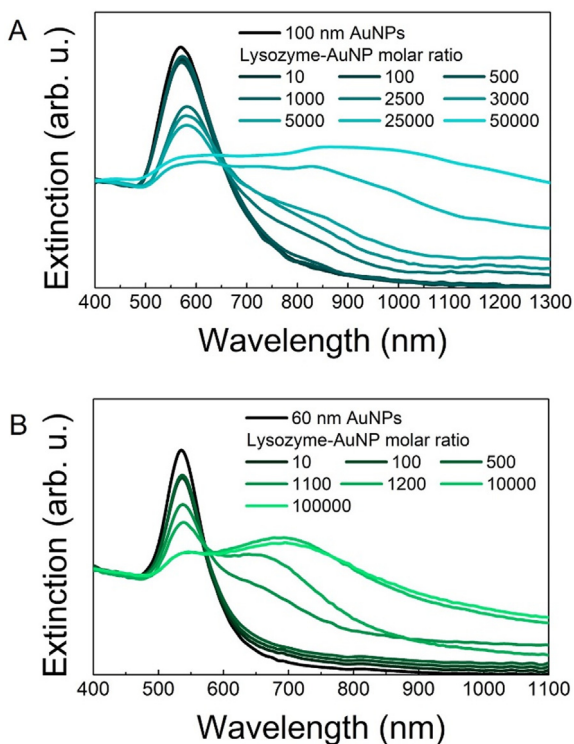 A
Extinction (arb. u.)
100 nm AuNPs
Lysozyme-AuNP molar ratio
10 100 500
1000 2500 3000
5000 25000 50000
400 500 600 700 800 900 1000 1100 1200 1300
Wavelength (nm)
B
Extinction (arb. u.)
60 nm AuNPs
Lysozyme-AuNP molar ratio
10 100 500
1100 1200 10000
100000
400 500 600 700 800 900 1000 1100
Wavelength (nm)